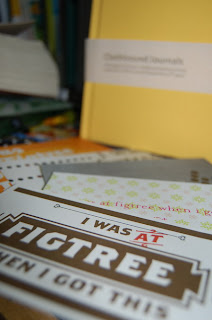 Clothbound Journals
at figtree when I g
I WAS AT
FIGTREE
WHEN I GOT THIS